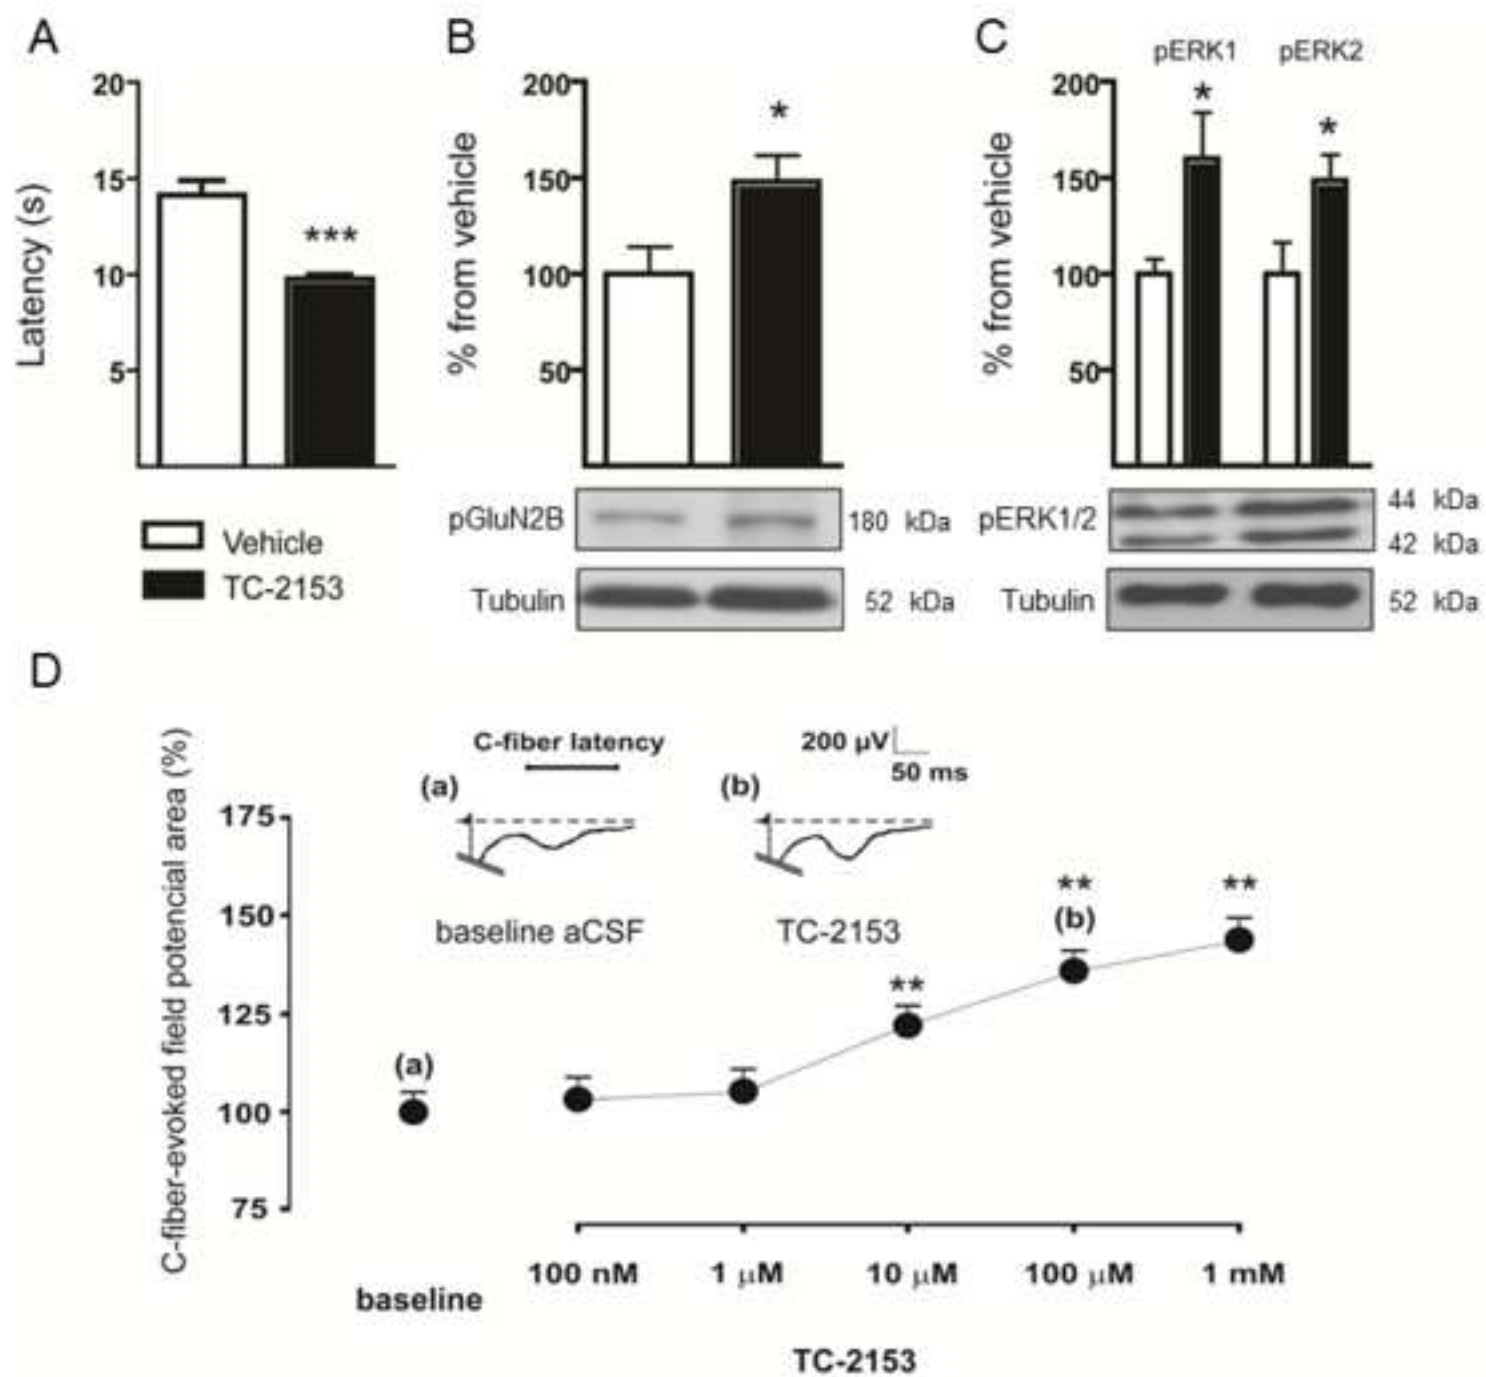 A
20
15
10
5
Latency (s)
***
Vehicle
TC-2153
B
200
150
100
50
% from vehicle
*
pGluN2B
180 kDa
Tubulin
52 kDa
C
pERK1 pERK2
200
150
100
50
% from vehicle
*
*
pERK1/2
44 kDa
42 kDa
Tubulin
52 kDa
D
C-fiber-evoked field potencial area (%)
175
150
125
100
75
C-fiber latency
200 µV
50 ms
(a)
(b)
baseline aCSF
TC-2153
(a)
**
**
(b)
**
100 nM
1 µM
10 µM
100 µM
1 mM
baseline
TC-2153